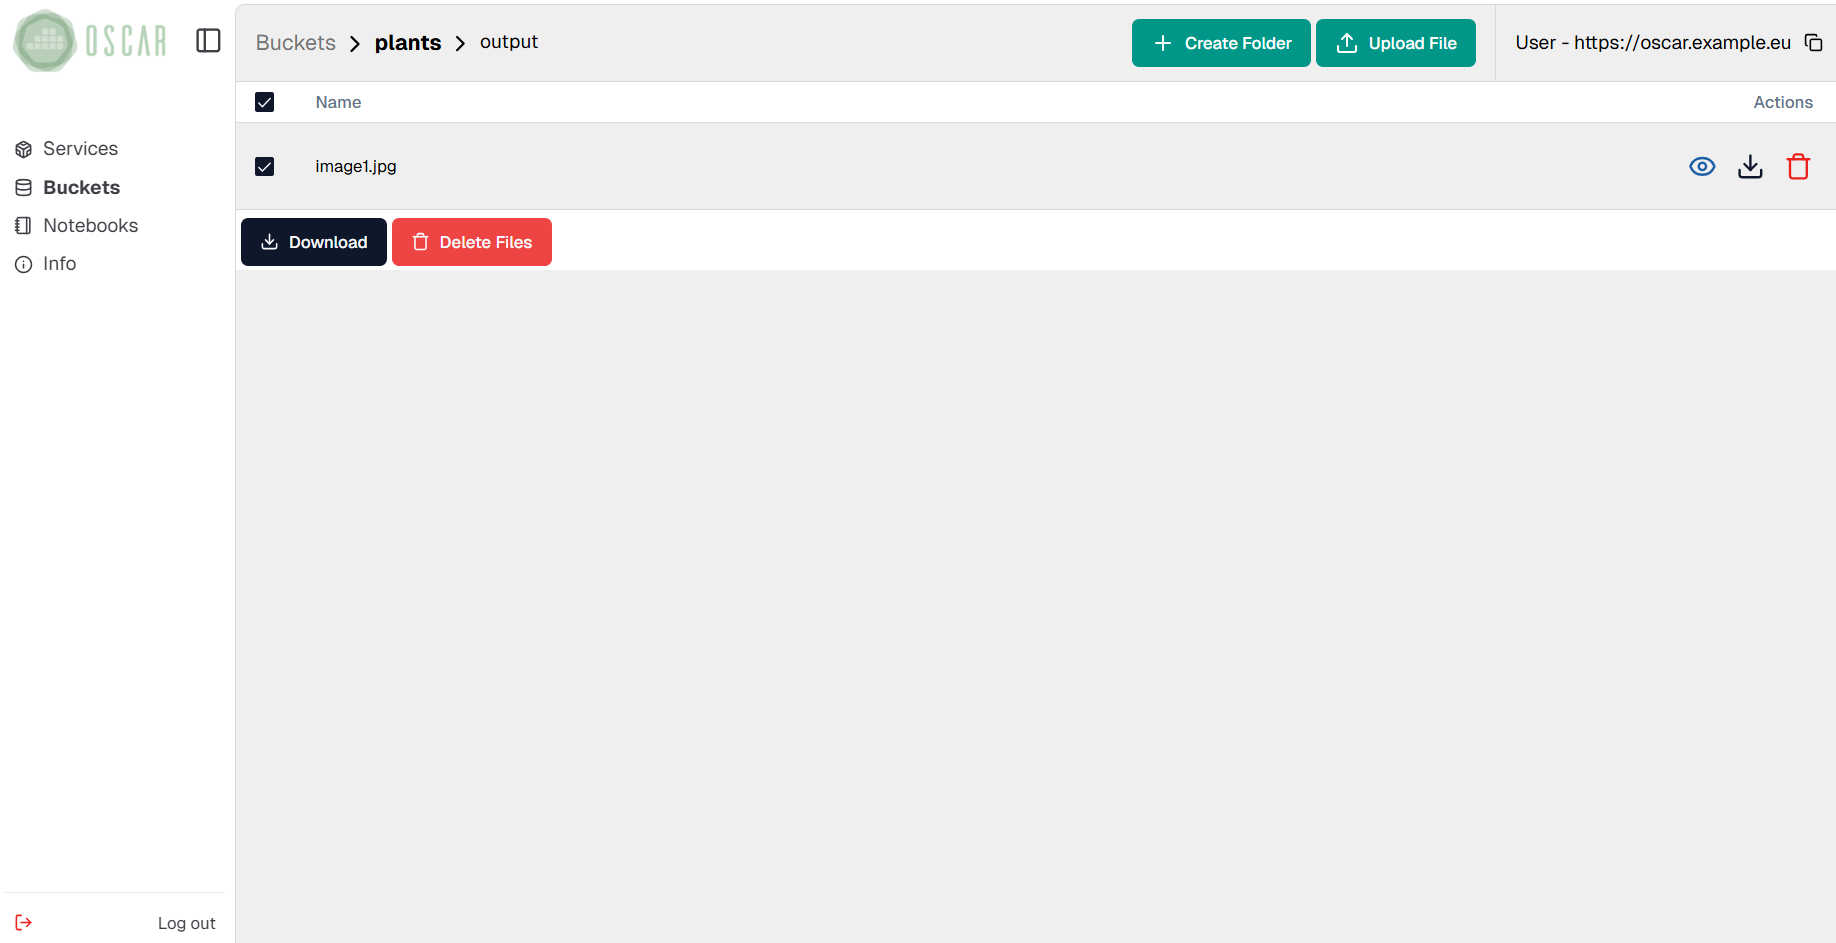 OSCAR
Buckets > plants > output
Create Folder
Upload File
User - https://oscar.example.eu
Name
Actions
Services
Buckets
Notebooks
Info
image1.jpg
Download
Delete Files
Log out